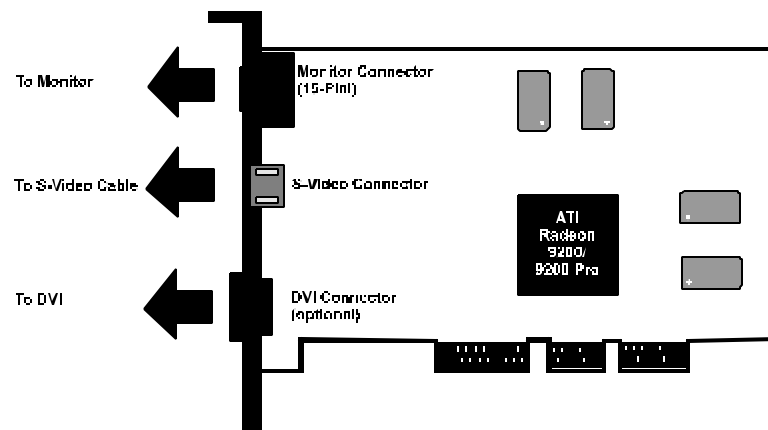 To Monitor
Monitor Connector
(15-Pin)
To S-Video Cable
S-Video Connector
ATI
Radeon
9200/
9200 Pro
To DVI
DVI Connector
(optional)